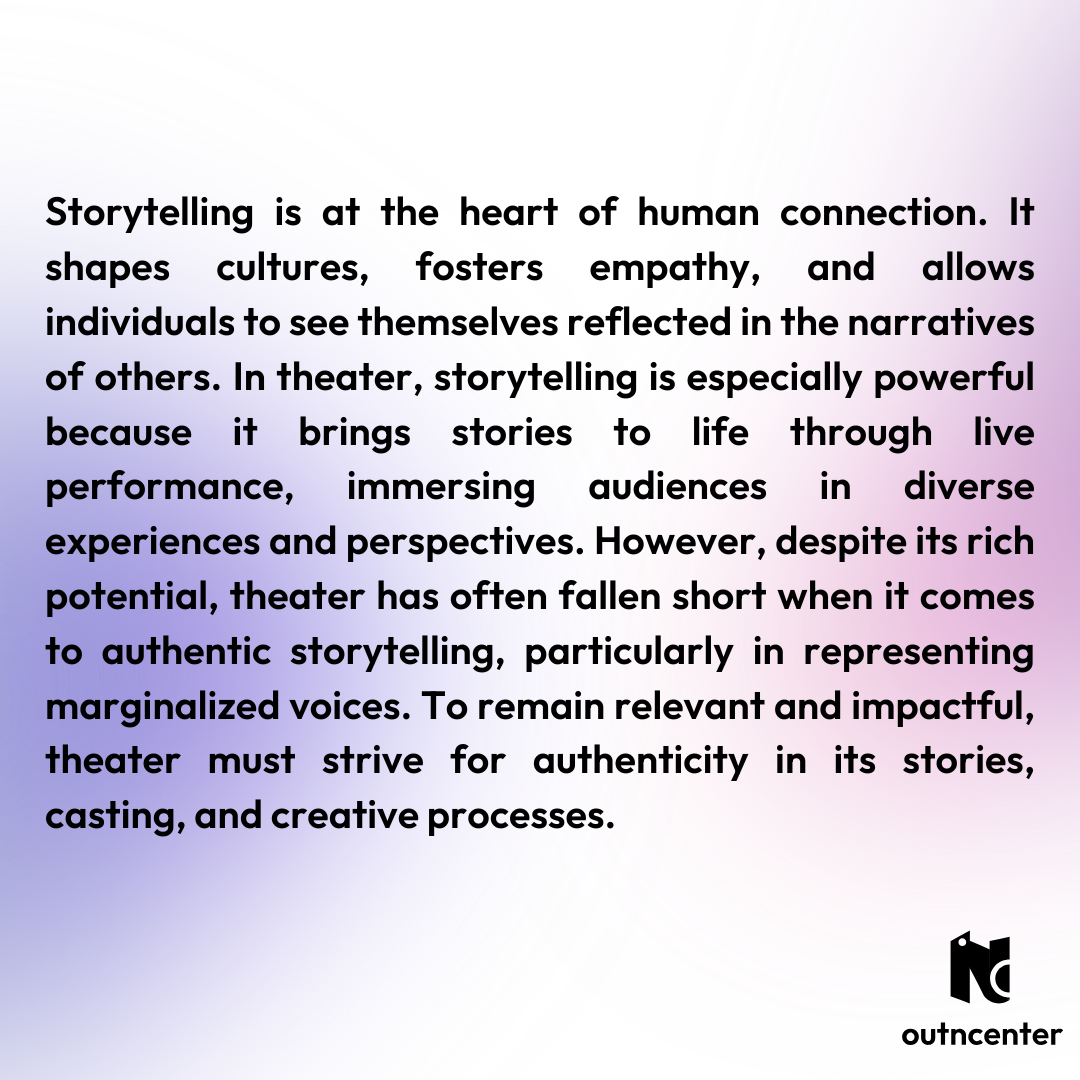 Storytelling is at the heart of human connection. It
shapes cultures, fosters empathy, and allows
individuals to see themselves reflected in the narratives
of others. In theater, storytelling is especially powerful
because it brings stories to life through live
performance, immersing audiences in diverse
experiences and perspectives. However, despite its rich
potential, theater has often fallen short when it comes
to authentic storytelling, particularly in representing
marginalized voices. To remain relevant and impactful,
theater must strive for authenticity in its stories,
casting, and creative processes.
outncenter